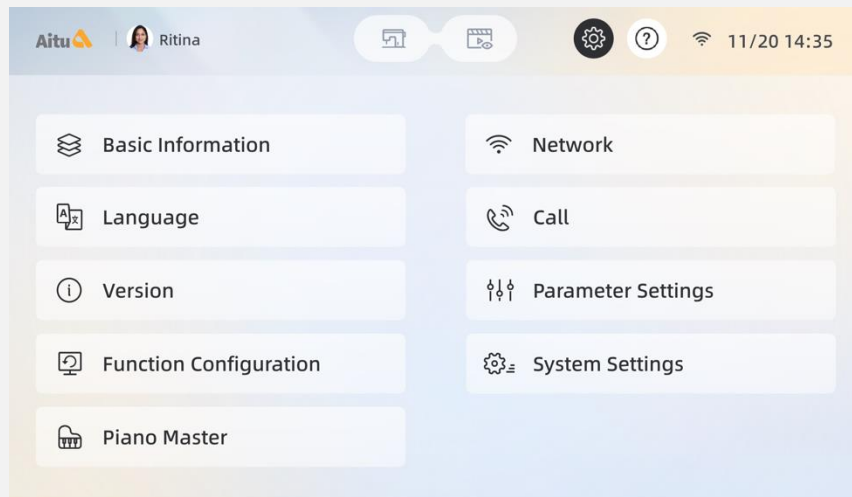 Aitu Ritina 11/20 14:35
Basic Information
Network
Language
Call
Version
Parameter Settings
Function Configuration
System Settings
Piano Master